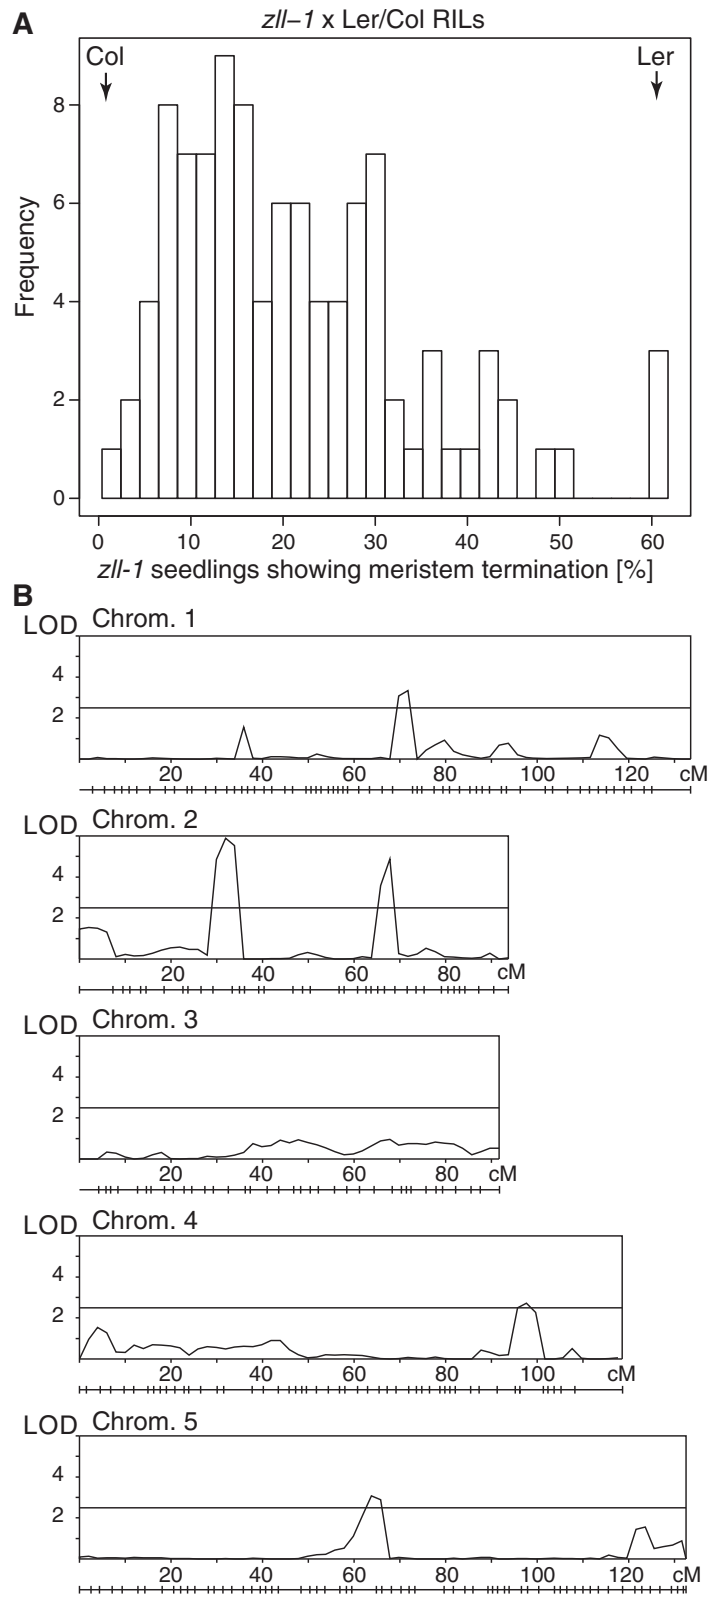 A
zll–1 x Ler/Col RILs
Col
Ler
Frequency
8
6
4
2
0
0 10 20 30 40 50 60
zll-1 seedlings showing meristem termination [%]
B
LOD Chrom. 1
4
2
20 40 60 80 100 120 cM
LOD Chrom. 2
4
2
20 40 60 80 cM
LOD Chrom. 3
4
2
20 40 60 80 cM
LOD Chrom. 4
4
2
20 40 60 80 100 cM
LOD Chrom. 5
4
2
20 40 60 80 100 120 cM